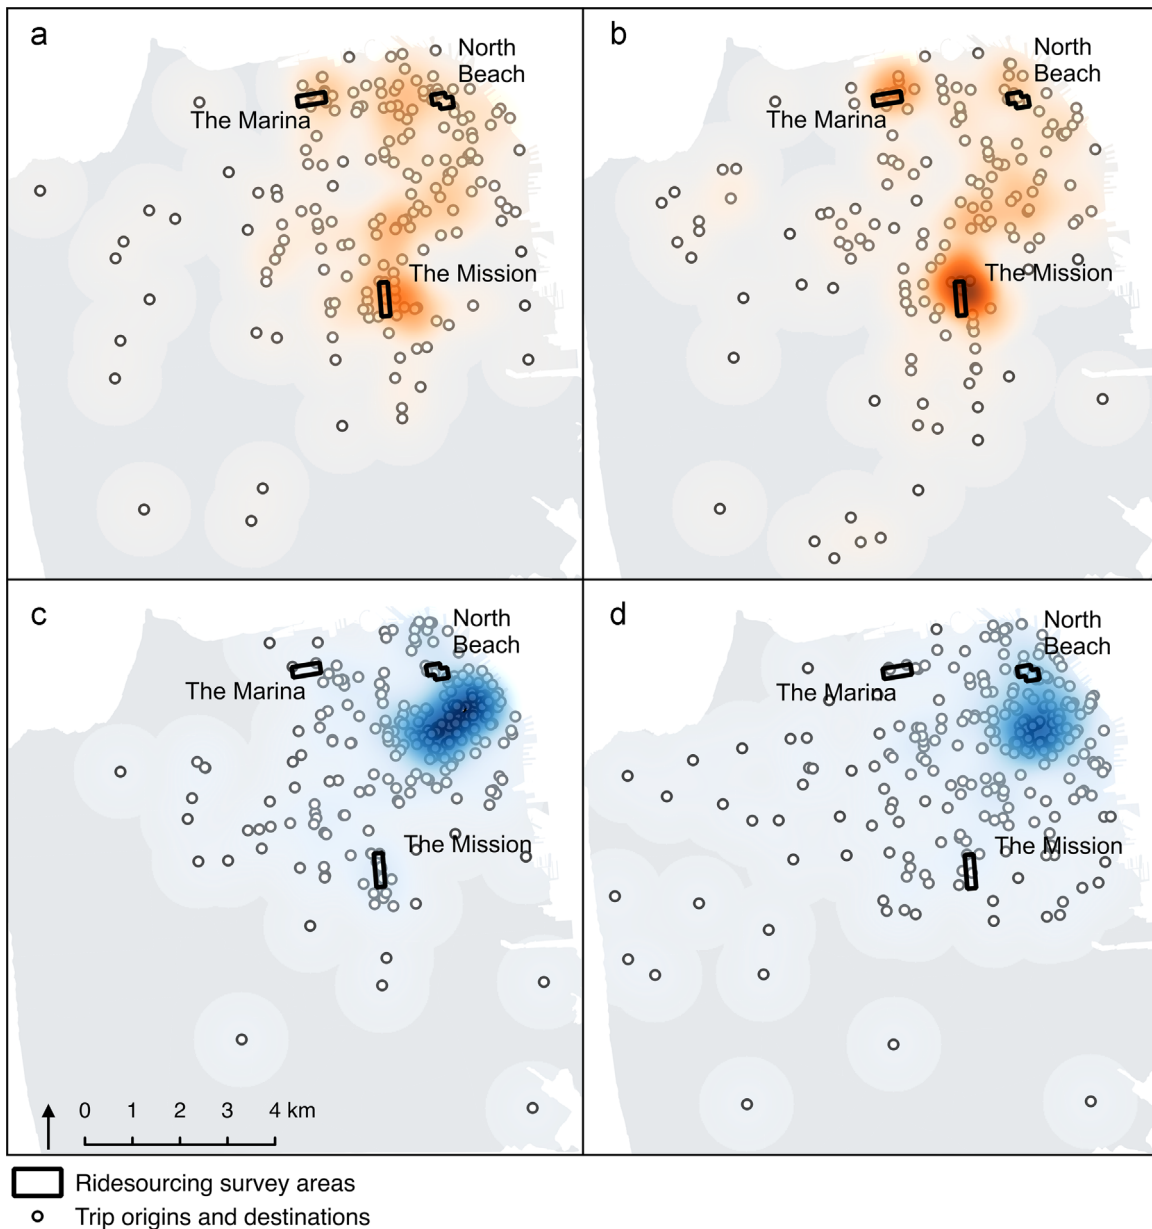 a
North
Beach
The Marina
The Mission
b
North
Beach
The Marina
The Mission
c
North
Beach
The Marina
The Mission
0 1 2 3 4 km
d
North
Beach
The Marina
The Mission
Ridesourcing survey areas
Trip origins and destinations